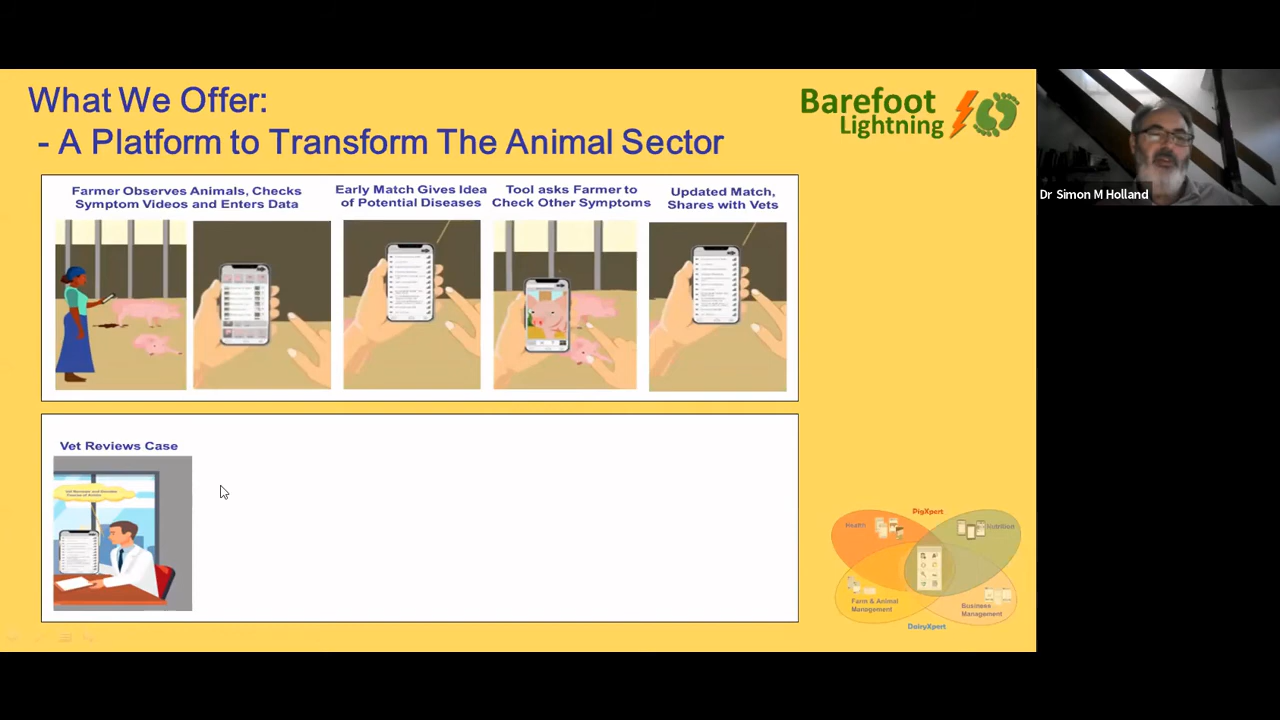 What We Offer:
- A Platform to Transform The Animal Sector
Barefoot
Lightning
Dr Simon M Holland
Farmer Observes Animals, Checks
Symptom Videos and Enters Data
Early Match Gives Idea
of Potential Diseases
Tool asks Farmer to
Check Other Symptoms
Updated Match,
Shares with Vets
Vet Reviews Case
PigXpert
Health
Nutrition
Farm & Animal
Management
Business
Management
DairyXpert